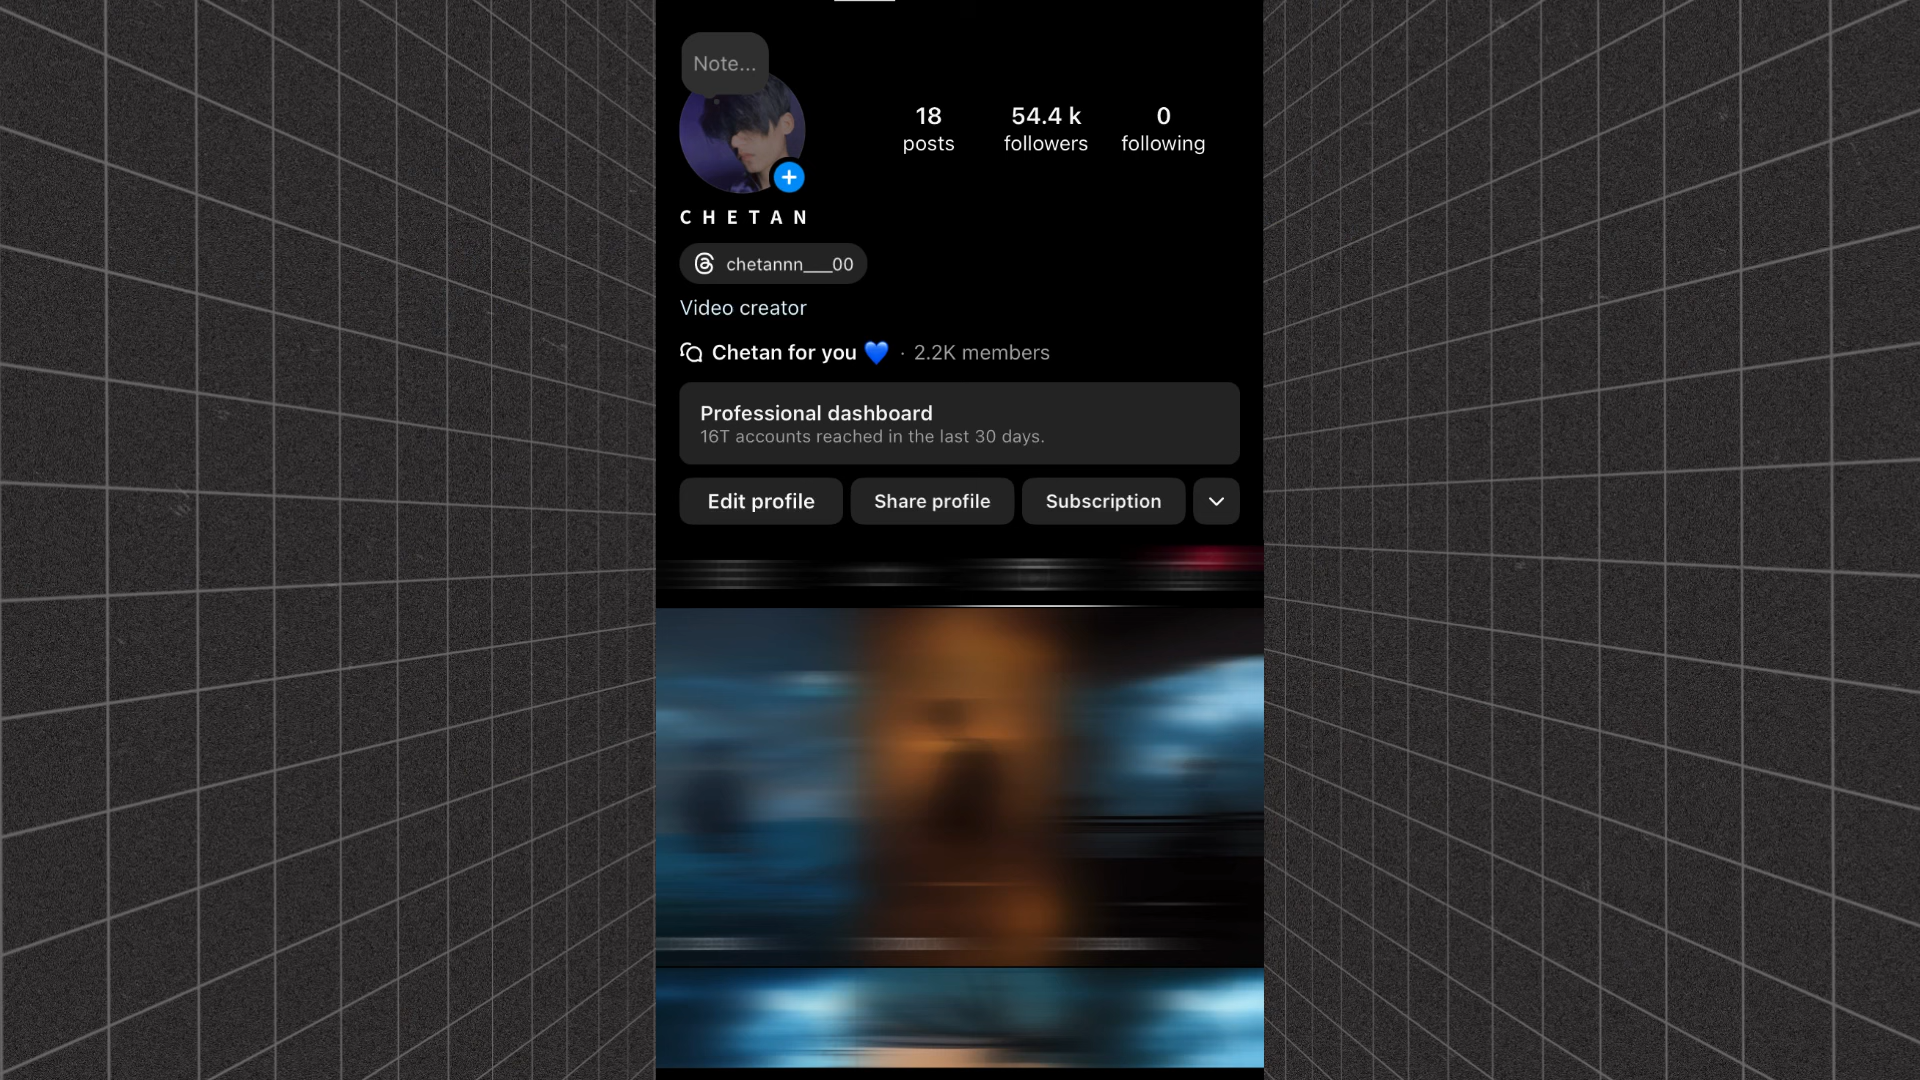 Note...
18
posts
54.4 k
followers
0
following
C H E T A N
chetannn___00
Video creator
Chetan for you 💙 · 2.2K members
Professional dashboard
16T accounts reached in the last 30 days.
Edit profile
Share profile
Subscription